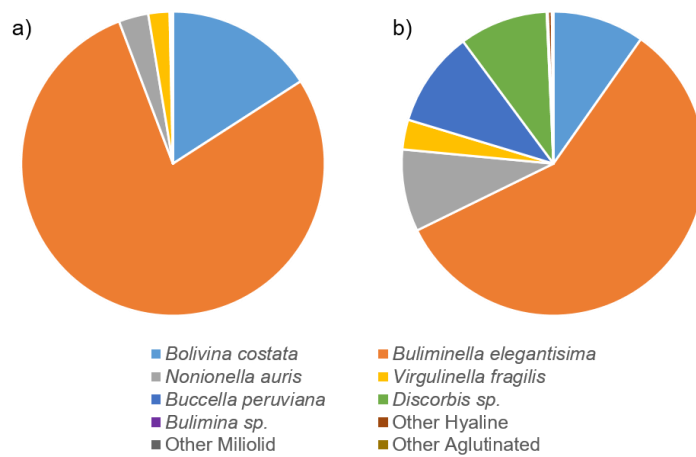 a) b)
Bolivina costata Buliminella elegantisima
Nonionella auris Virgulinella fragilis
Buccella peruviana Discorbis sp.
Bulimina sp. Other Hyaline
Other Miliolid Other Aglutinated